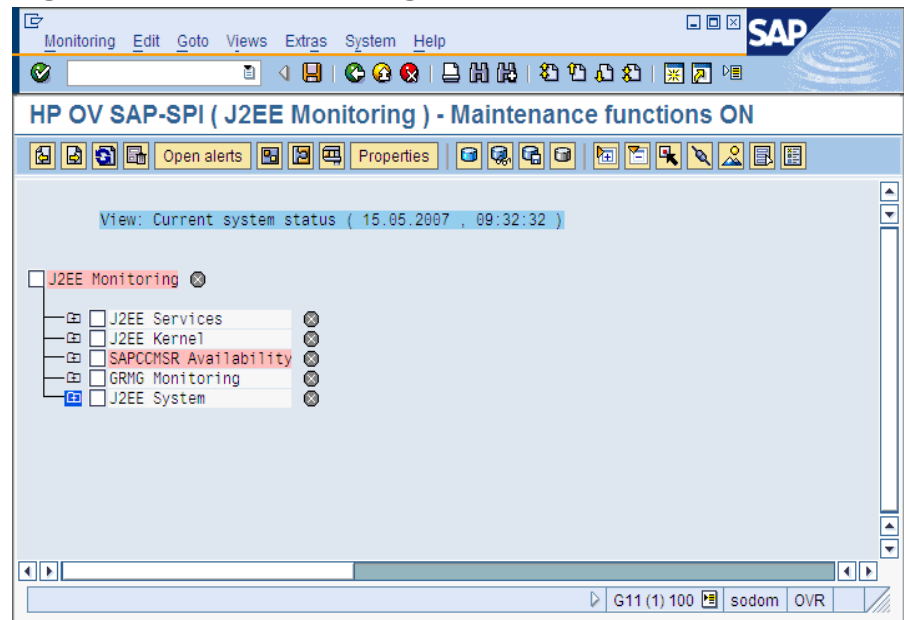 Monitoring Edit Goto Views Extras System Help
SAP
HP OV SAP-SPI ( J2EE Monitoring ) - Maintenance functions ON
Open alerts Properties
View: Current system status ( 15.05.2007 , 09:32:32 )
J2EE Monitoring
J2EE Services
J2EE Kernel
SAPCCMSR Availability
GRMG Monitoring
J2EE System
G11 (1) 100 sodom OVR